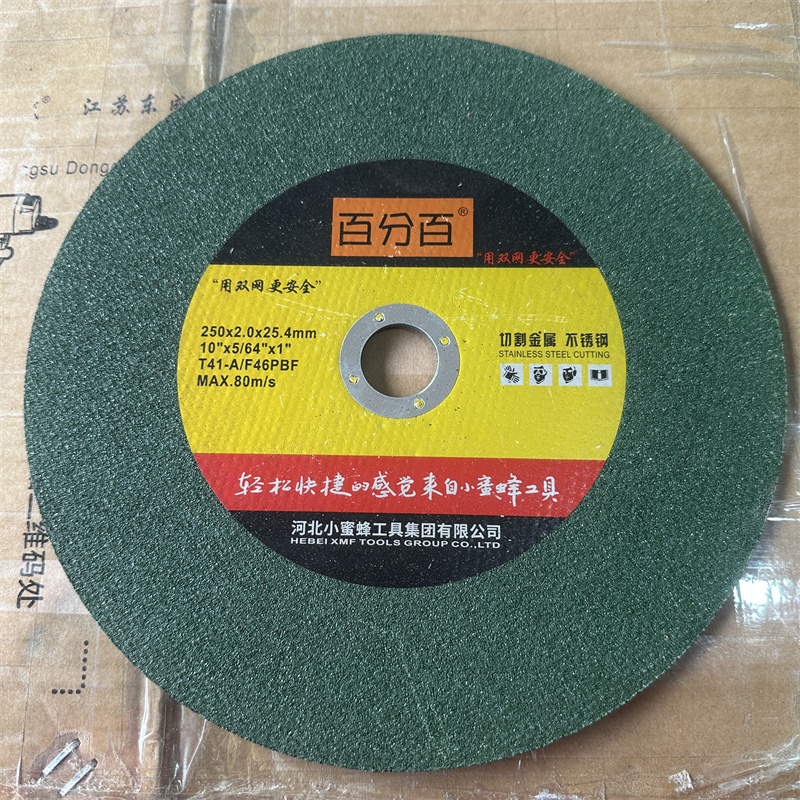 江苏东
gsu Dong
百分百®
"用双网更安全"
"用双网更安全"
250x2.0x25.4mm
10"x5/64"x1"
T41-A/F46PBF
MAX.80m/s
切割金属 不锈钢
STAINLESS STEEL CUTTING
轻松快捷的感觉来自小蜜蜂工具
河北小蜜蜂工具集团有限公司
HEBEI XMF TOOLS GROUP CO.,LTD
二维码处